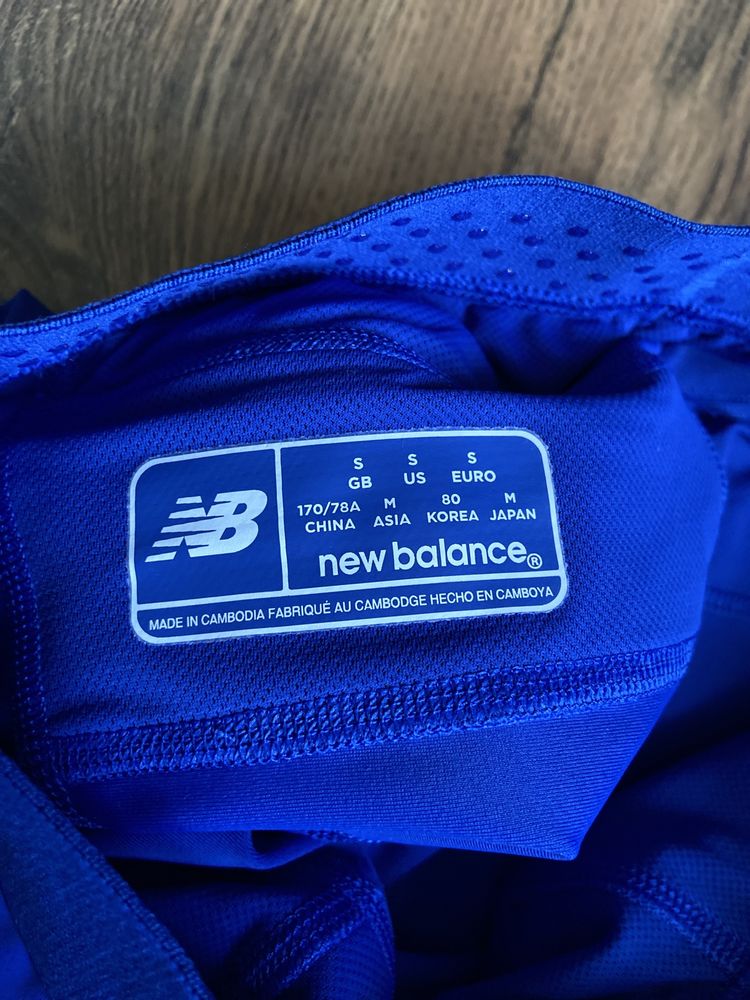 S S S
GB US EURO
170/78A M 80 M
CHINA ASIA KOREA JAPAN
NB
new balance®
MADE IN CAMBODIA FABRIQUÉ AU CAMBODGE HECHO EN CAMBOYA